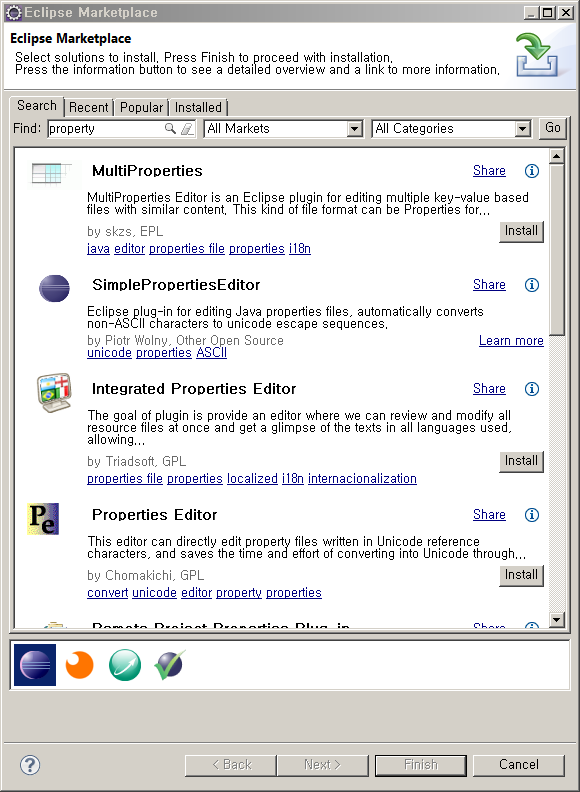 Eclipse Marketplace
Eclipse Marketplace
Select solutions to install. Press Finish to proceed with installation.
Press the information button to see a detailed overview and a link to more information.
Search Recent Popular Installed
Find: property All Markets All Categories Go
MultiProperties Share
MultiProperties Editor is an Eclipse plugin for editing multiple key-value based
files with similar content. This kind of file format can be Properties for...
by skzs, EPL Install
java editor properties file properties i18n
SimplePropertiesEditor Share
Eclipse plug-in for editing Java properties files, automatically converts
non-ASCII characters to unicode escape sequences.
by Piotr Wolny, Other Open Source Learn more
unicode properties ASCII
Integrated Properties Editor Share
The goal of plugin is provide an editor where we can review and modify all
resource files at once and get a glimpse of the texts in all languages used,
allowing...
by Triadsoft, GPL Install
properties file properties localized i18n internacionalization
Pe Properties Editor Share
This editor can directly edit property files written in Unicode reference
characters, and saves the time and effort of converting into Unicode through...
by Chomakichi, GPL Install
convert unicode editor property properties
Remote Project Properties Plug-in Share
? < Back Next > Finish Cancel